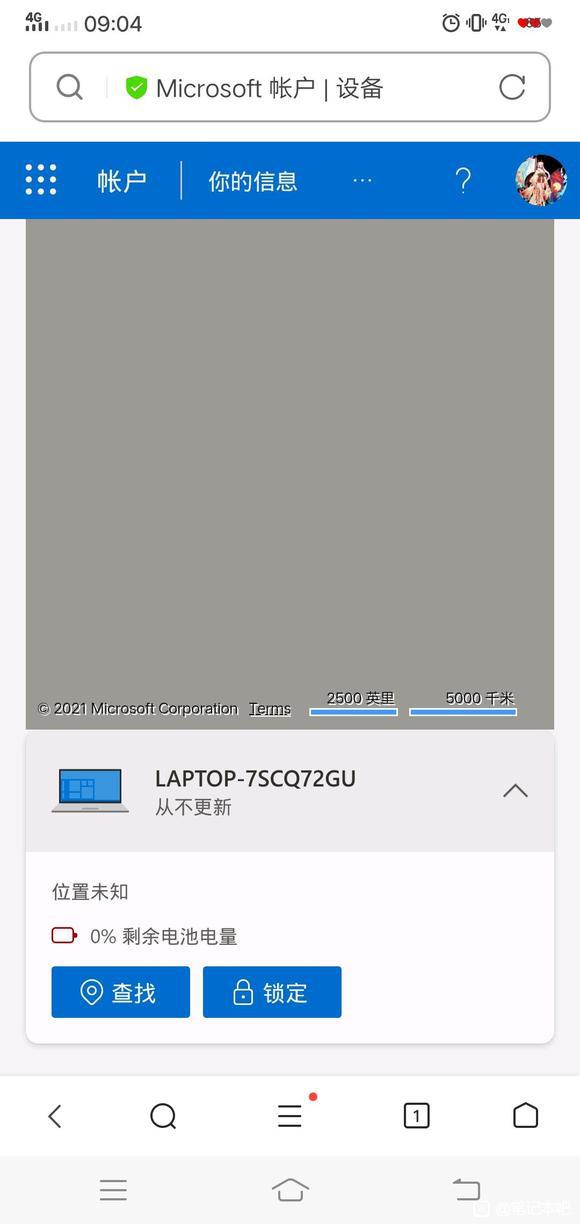 4G 09:04 4G
Microsoft 帐户 | 设备
帐户 你的信息 ... ?
© 2021 Microsoft Corporation Terms 2500 英里 5000 千米
LAPTOP-7SCQ72GU
从不更新
位置未知
0% 剩余电池电量
查找 锁定
1
@笔记本吧